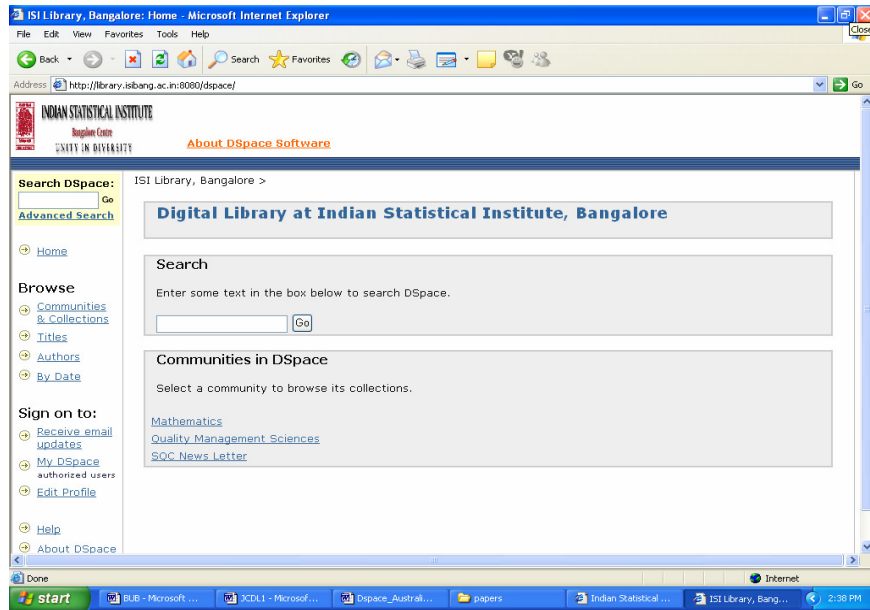 ISI Library, Bangalore: Home - Microsoft Internet Explorer
Close
File Edit View Favorites Tools Help
Back Search Favorites
Address http://library.isibang.ac.in:8080/dspace/ Go
INDIAN STATISTICAL INSTITUTE
Bangalore Centre
UNITY IN DIVERSITY
About DSpace Software
Search DSpace:
Go
Advanced Search
Home
Browse
Communities
& Collections
Titles
Authors
By Date
Sign on to:
Receive email
updates
My DSpace
authorized users
Edit Profile
Help
About DSpace
ISI Library, Bangalore >
Digital Library at Indian Statistical Institute, Bangalore
Search
Enter some text in the box below to search DSpace.
Go
Communities in DSpace
Select a community to browse its collections.
Mathematics
Quality Management Sciences
SQC News Letter
Done Internet
start BUB - Microsoft ... JCDL1 - Microsof... Dspace_Australi... papers Indian Statistical ... ISI Library, Bang... 2:38 PM